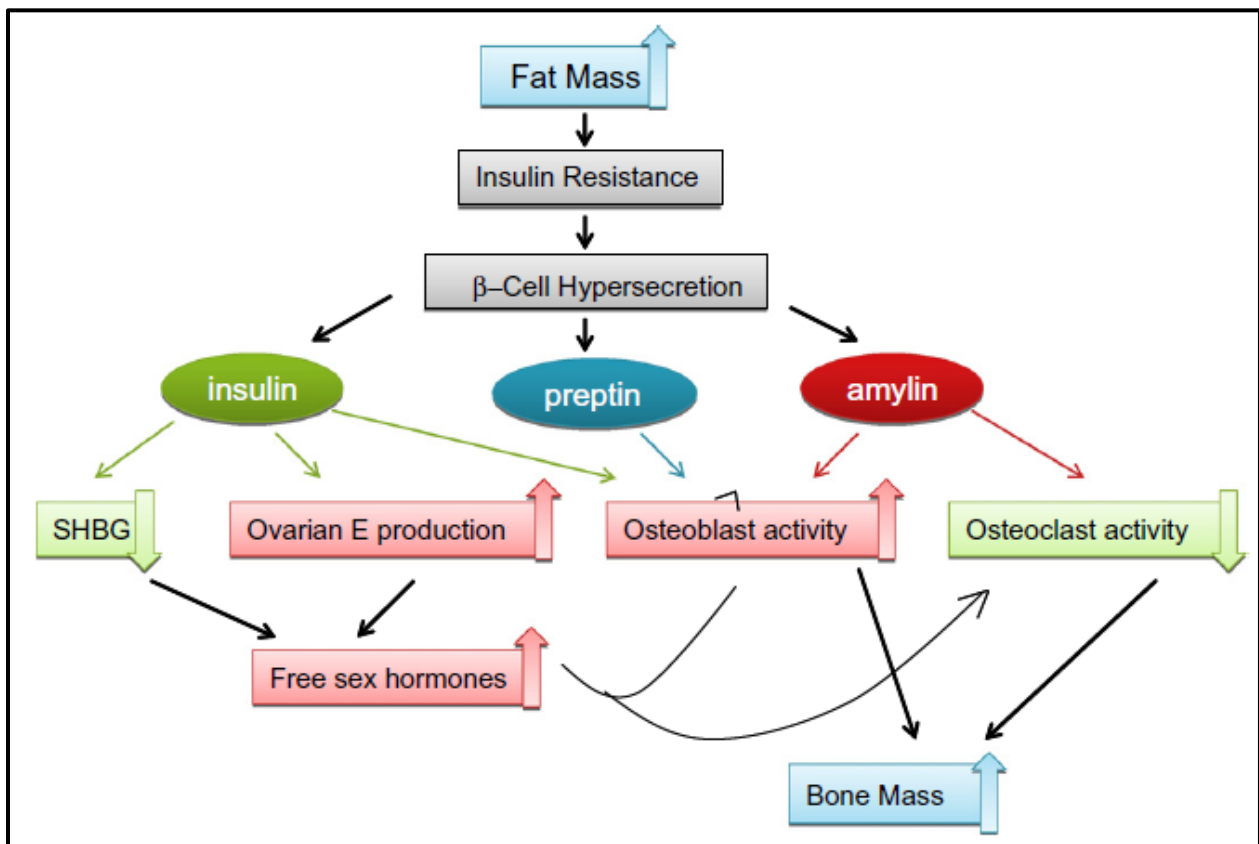 Fat Mass
Insulin Resistance
β–Cell Hypersecretion
insulin
preptin
amylin
SHBG
Ovarian E production
Osteoblast activity
Osteoclast activity
Free sex hormones
Bone Mass